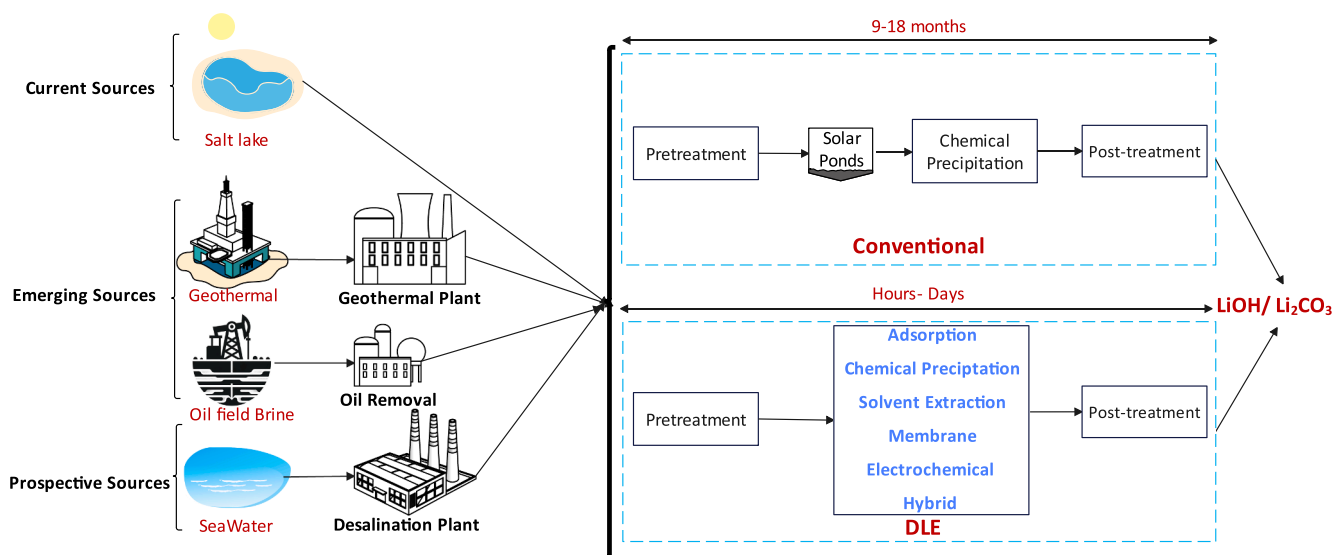 Current Sources
Salt lake
Emerging Sources
Geothermal
Geothermal Plant
Oil field Brine
Oil Removal
Prospective Sources
SeaWater
Desalination Plant
9-18 months
Pretreatment
Solar
Ponds
Chemical
Precipitation
Post-treatment
Conventional
Hours- Days
Pretreatment
Adsorption
Chemical Preciptation
Solvent Extraction
Membrane
Electrochemical
Hybrid
Post-treatment
DLE
LiOH/ Li₂CO₃